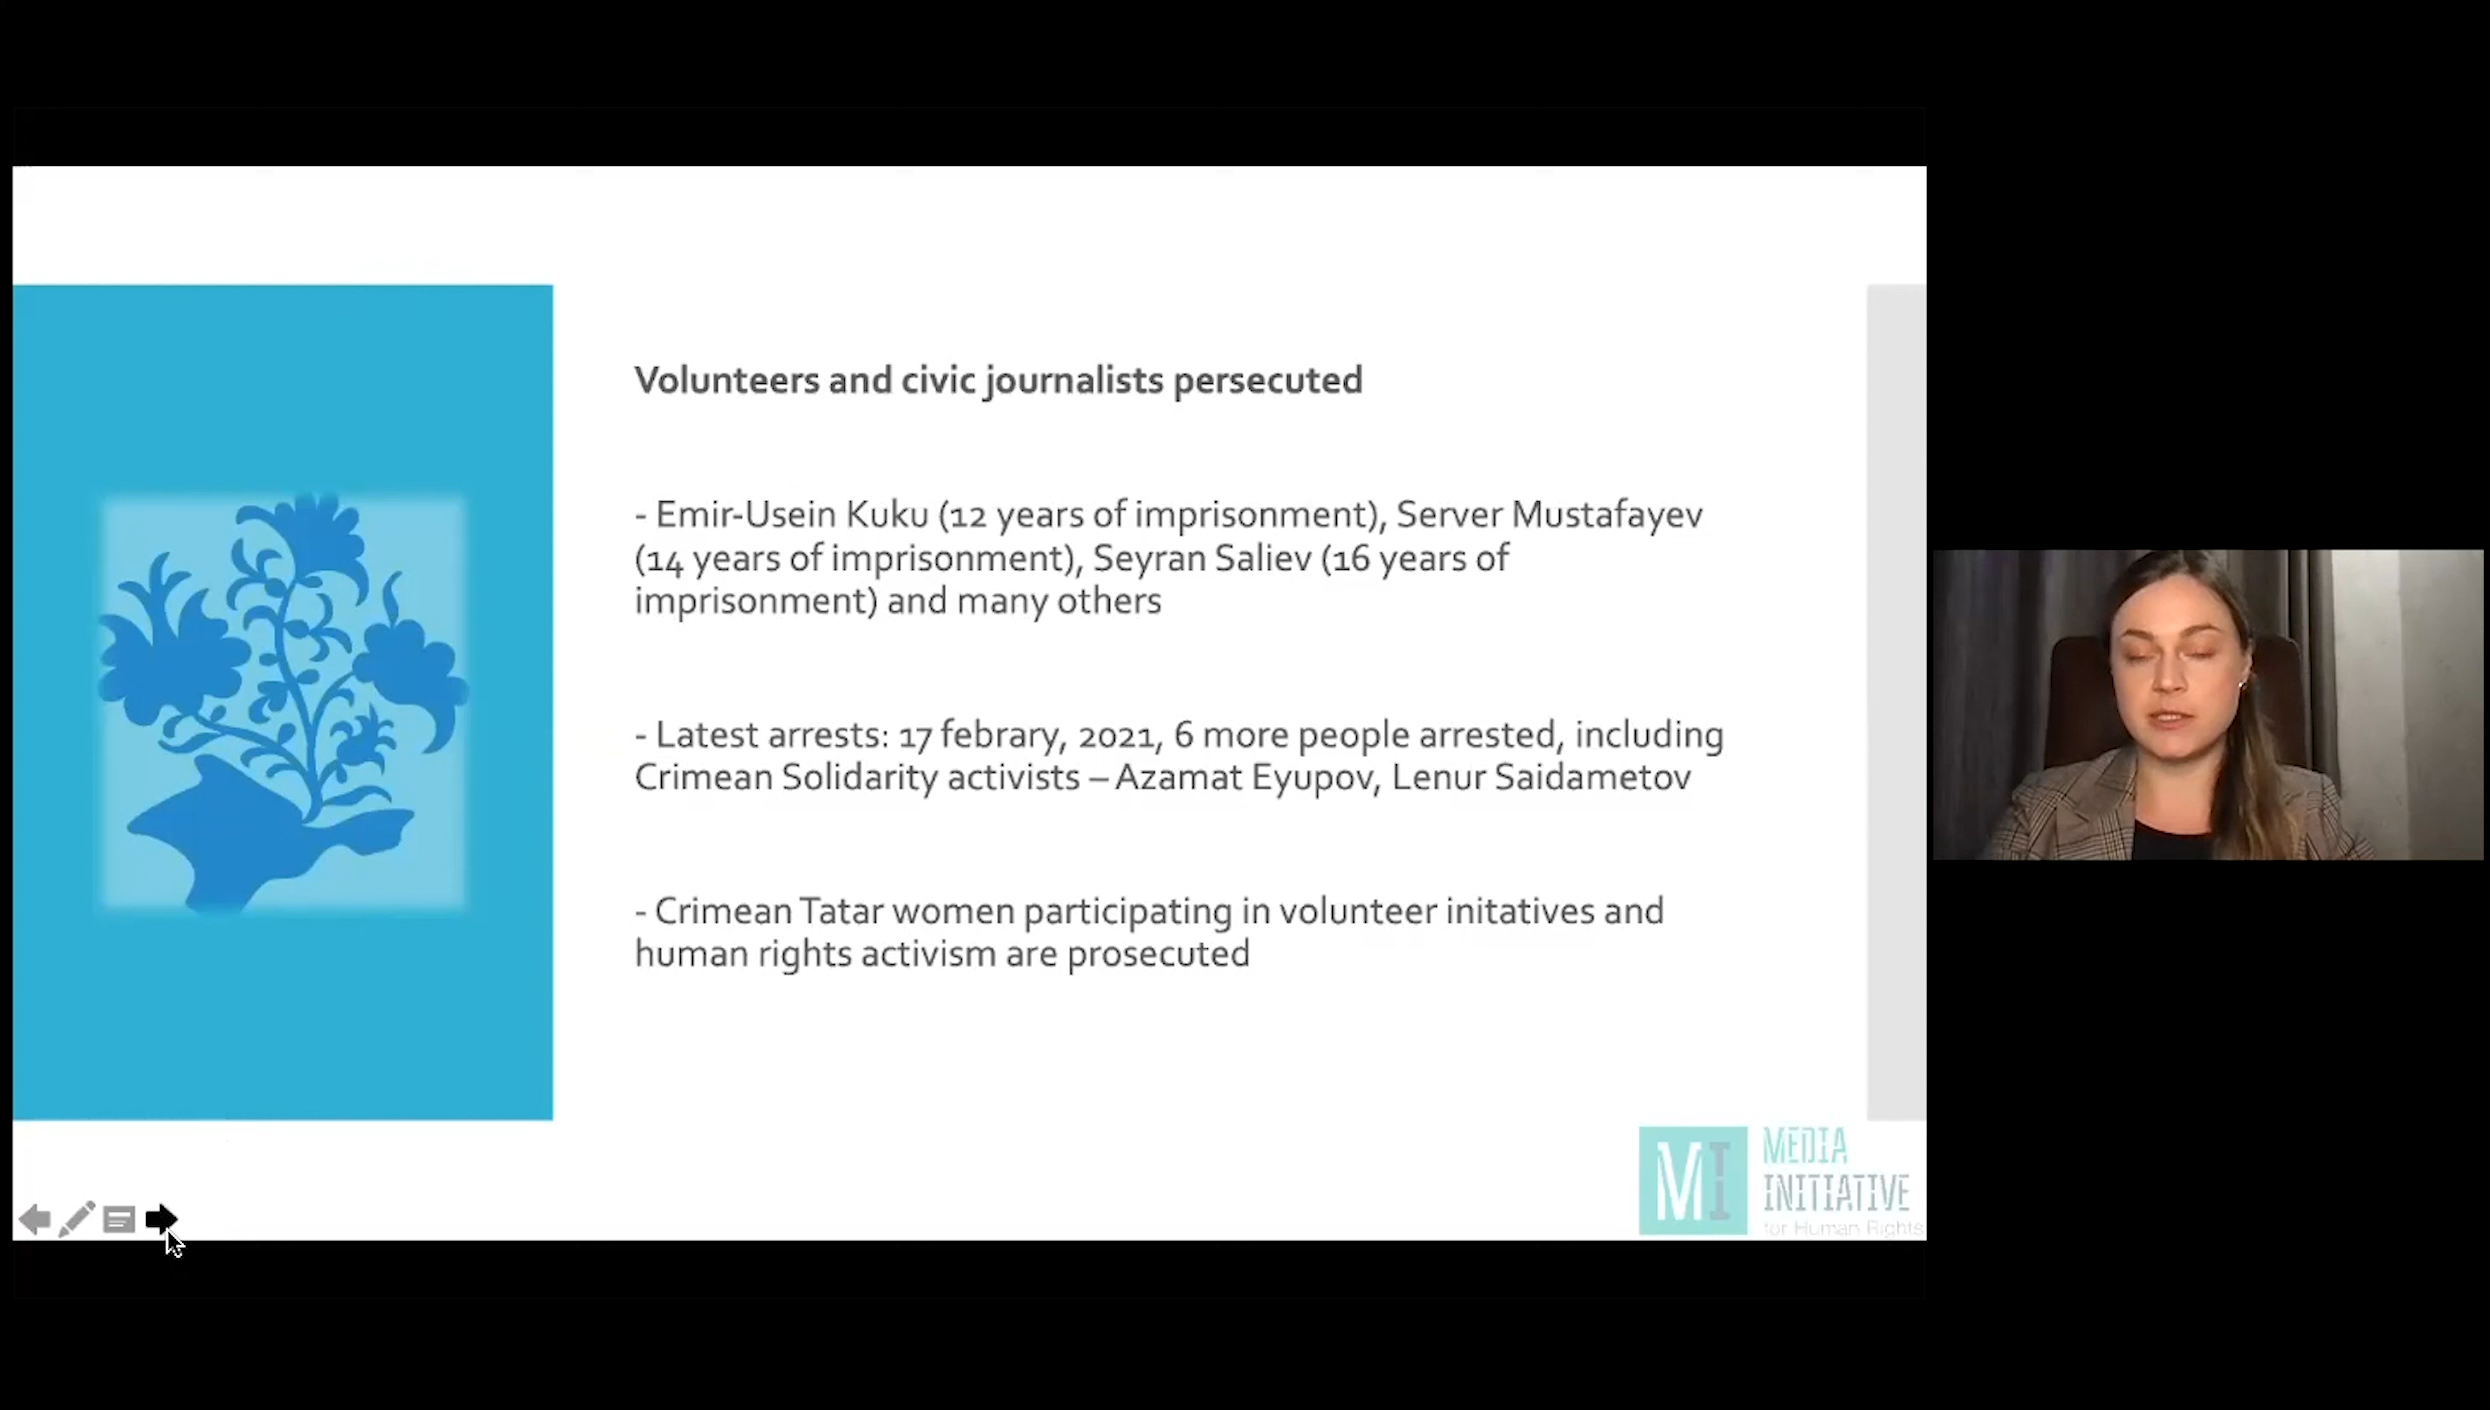 Volunteers and civic journalists persecuted
- Emir-Usein Kuku (12 years of imprisonment), Server Mustafayev
(14 years of imprisonment), Seyran Saliev (16 years of
imprisonment) and many others
- Latest arrests: 17 febrary, 2021, 6 more people arrested, including
Crimean Solidarity activists – Azamat Eyupov, Lenur Saidametov
- Crimean Tatar women participating in volunteer initatives and
human rights activism are prosecuted
MI
MEDIA
INITIATIVE
for Human Rights